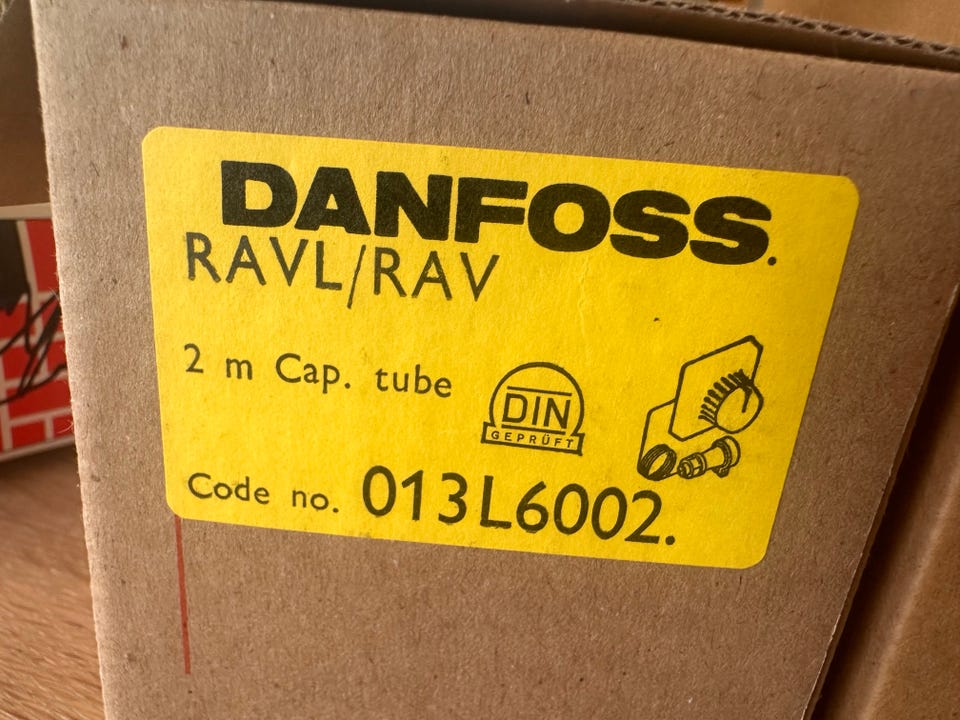 DANFOSS.
RAVL/RAV
2 m Cap. tube
DIN
GEPRÜFT
Code no. 013L6002.